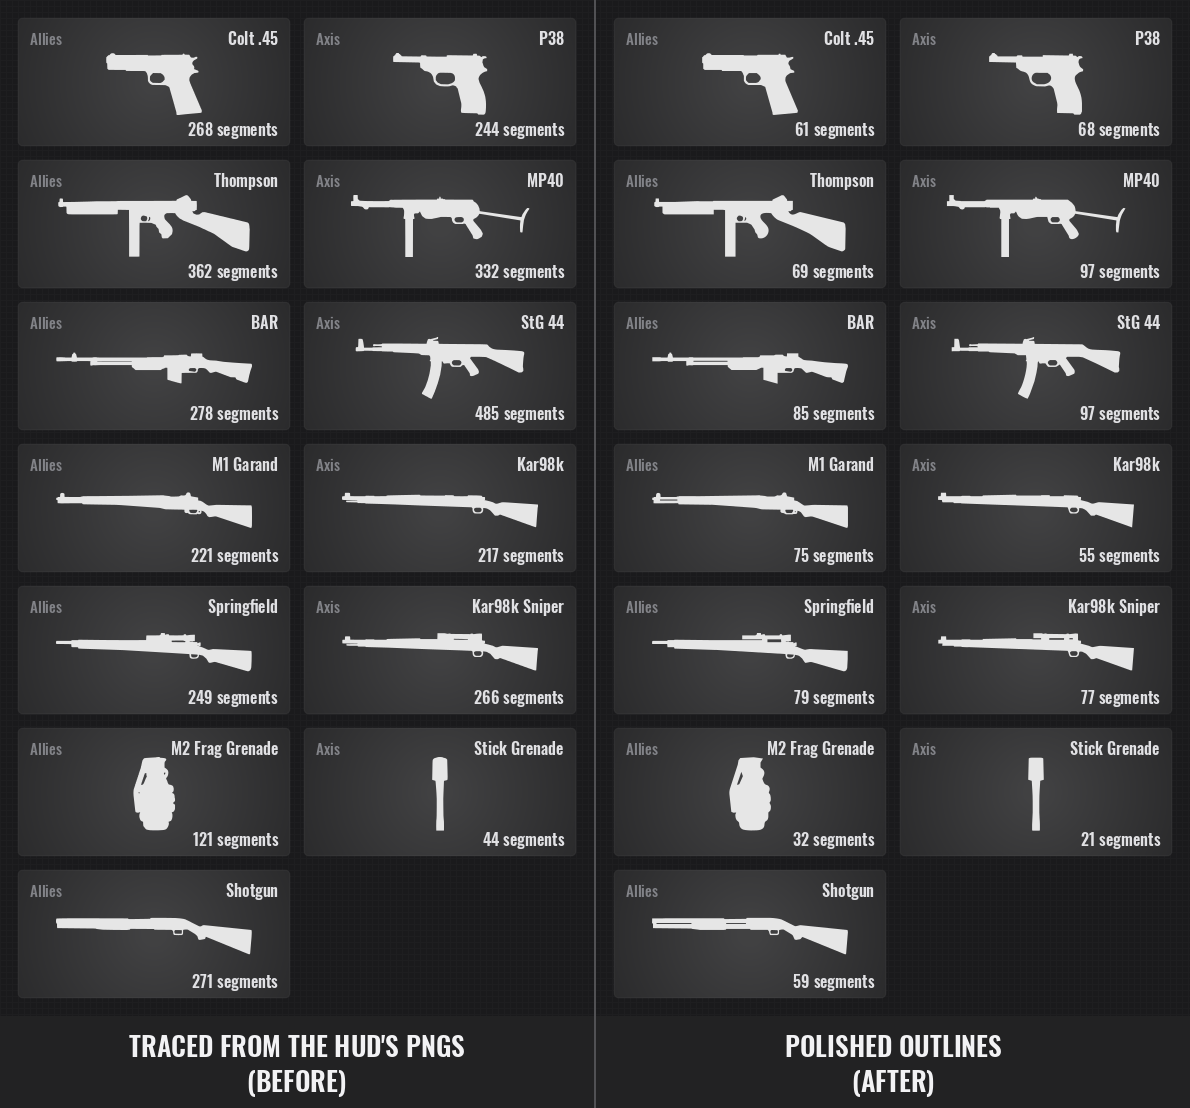 Allies Colt .45
268 segments
Axis P38
244 segments
Allies Thompson
362 segments
Axis MP40
332 segments
Allies BAR
278 segments
Axis StG 44
485 segments
Allies M1 Garand
221 segments
Axis Kar98k
217 segments
Allies Springfield
249 segments
Axis Kar98k Sniper
266 segments
Allies M2 Frag Grenade
121 segments
Axis Stick Grenade
44 segments
Allies Shotgun
271 segments
TRACED FROM THE HUD'S PNGS
(BEFORE)
Allies Colt .45
61 segments
Axis P38
68 segments
Allies Thompson
69 segments
Axis MP40
97 segments
Allies BAR
85 segments
Axis StG 44
97 segments
Allies M1 Garand
75 segments
Axis Kar98k
55 segments
Allies Springfield
79 segments
Axis Kar98k Sniper
77 segments
Allies M2 Frag Grenade
32 segments
Axis Stick Grenade
21 segments
Allies Shotgun
59 segments
POLISHED OUTLINES
(AFTER)